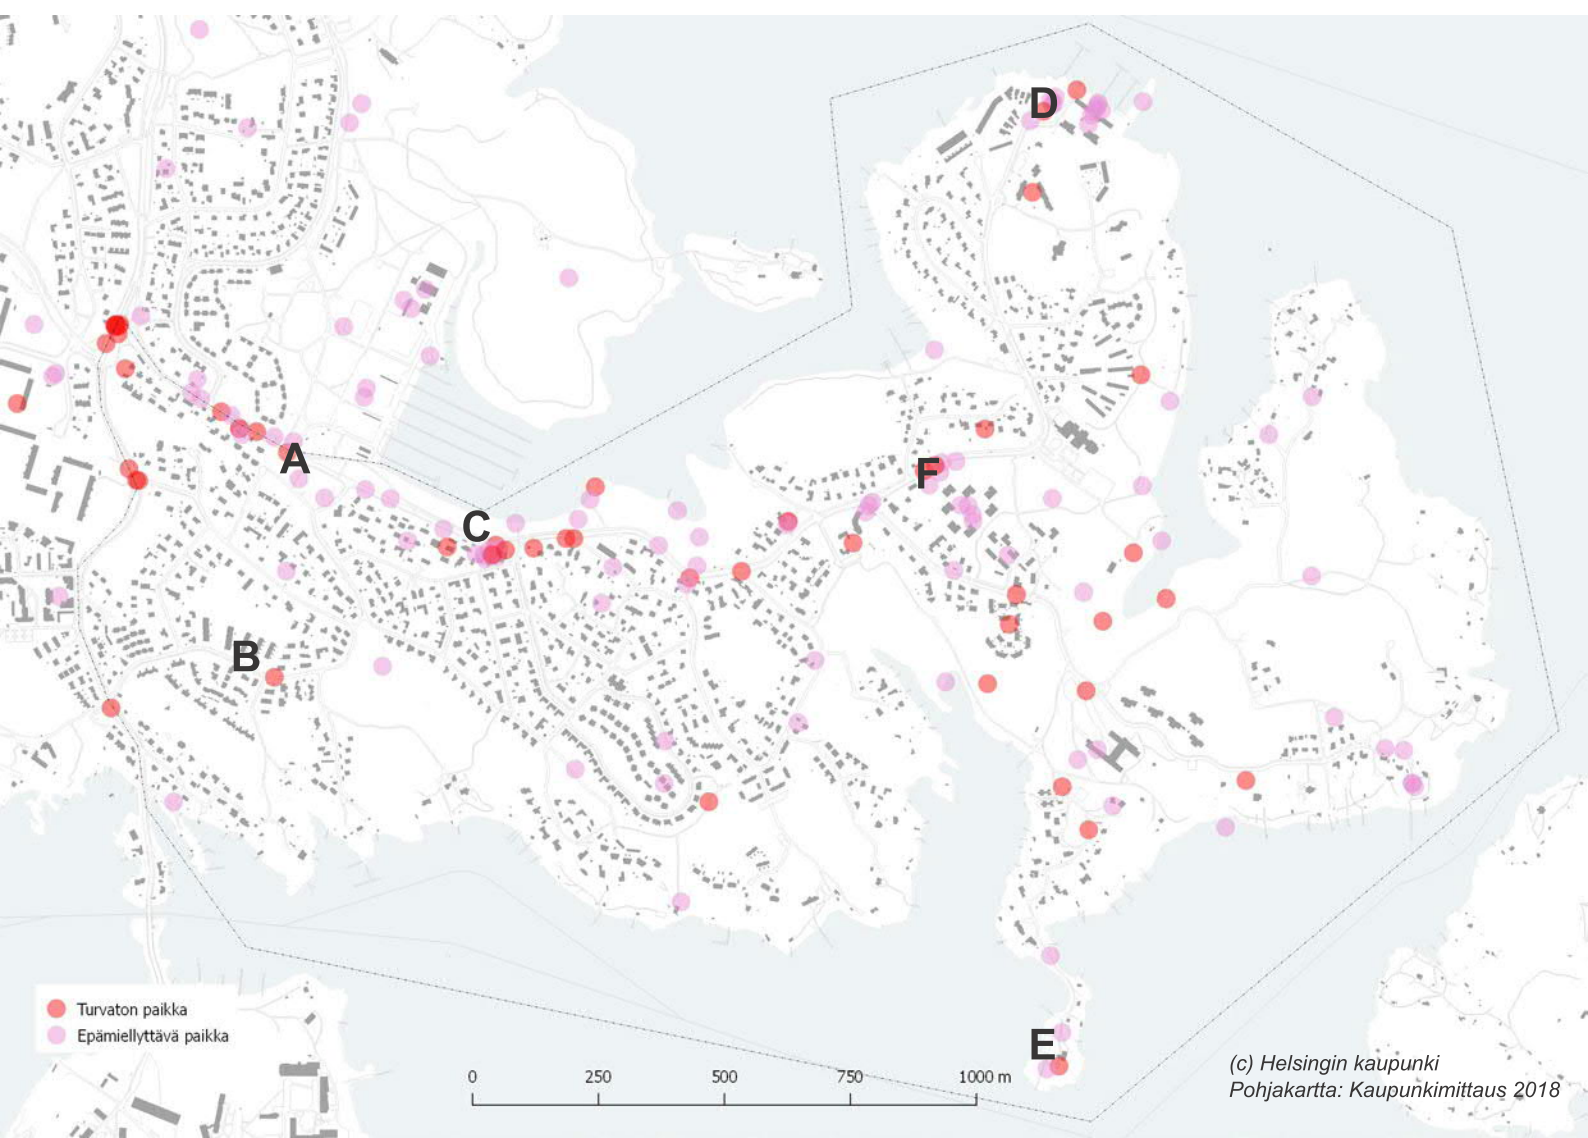 D
A
F
C
B
E
Turvaton paikka
Epämiellyttävä paikka
0 250 500 750 1000 m
(c) Helsingin kaupunki
Pohjakartta: Kaupunkimittaus 2018